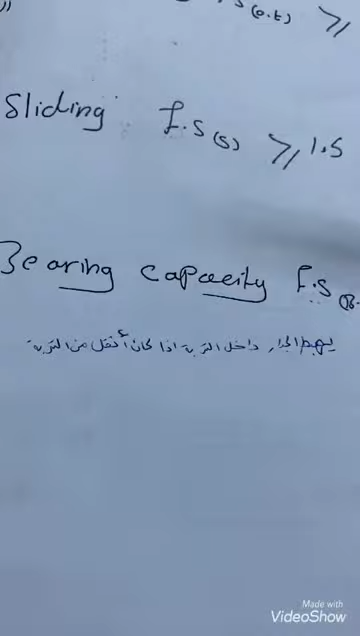 (o.t) ≥
Sliding F.S (s) ≥ 1.5
Bearing capacity F.S (B.
يهبط الجدار داخل التربة اذا كان أثقل من التربة
Made with
VideoShow